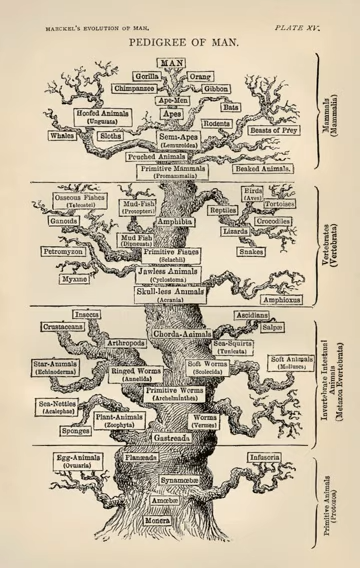 HAECKEL'S EVOLUTION OF MAN.
PLATE XV.
PEDIGREE OF MAN.
MAN
Gorilla
Orang
Chimpanzee
Gibbon
Ape-Men
Apes
Bats
Hoofed Animals
(Ungulata)
Rodents
Whales
Sloths
Semi-Apes
(Lemuroidea)
Beasts of Prey
Pouched Animals
Primitive Mammals
(Promammalia)
Beaked Animals.
Mammals
(Mammalia)
Osseous Fishes
(Teleostei)
Mud-Fish
(Protopteri)
Birds
(Aves)
Tortoises
Reptiles
Ganoids
Amphibia
Crocodiles
Lizards
Mud Fish
(Dipneusta)
Petromyzon
Primitive Fishes
(Selachii)
Snakes
Myxine
Jawless Animals
(Cyclostoma)
Skull-less Animals
(Acrania)
Amphioxus
Vertebrates
(Vertebrata)
Insects
Crustaceans
Ascidians
Salpæ
Chorda-Animals
Arthropods
Sea-Squirts
(Tunicata)
Star-Animals
(Echinoderma)
Ringed Worms
(Annelida)
Soft Worms
(Scolecida)
Soft Animals
(Molluscs)
Primitive Worms
(Archelminthes)
Sea-Nettles
(Acalephae)
Plant-Animals
(Zoophyta)
Worms
(Vermes)
Sponges
Gastreada
Invertebrate Intestinal
Animals
(Metazoa Evertebrata)
Egg-Animals
(Ovularia)
Planæada
Infusoria
Synamœbæ
Amœbæ
Monera
Primitive Animals
(Protozoa)